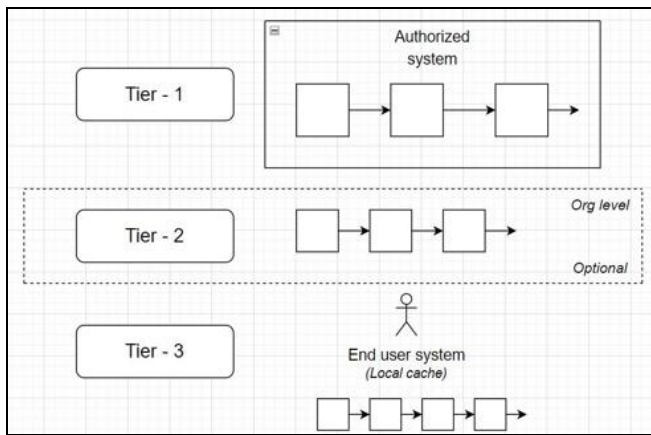 Authorized
system
Tier - 1
Org level
Tier - 2
Optional
Tier - 3
End user system
(Local cache)